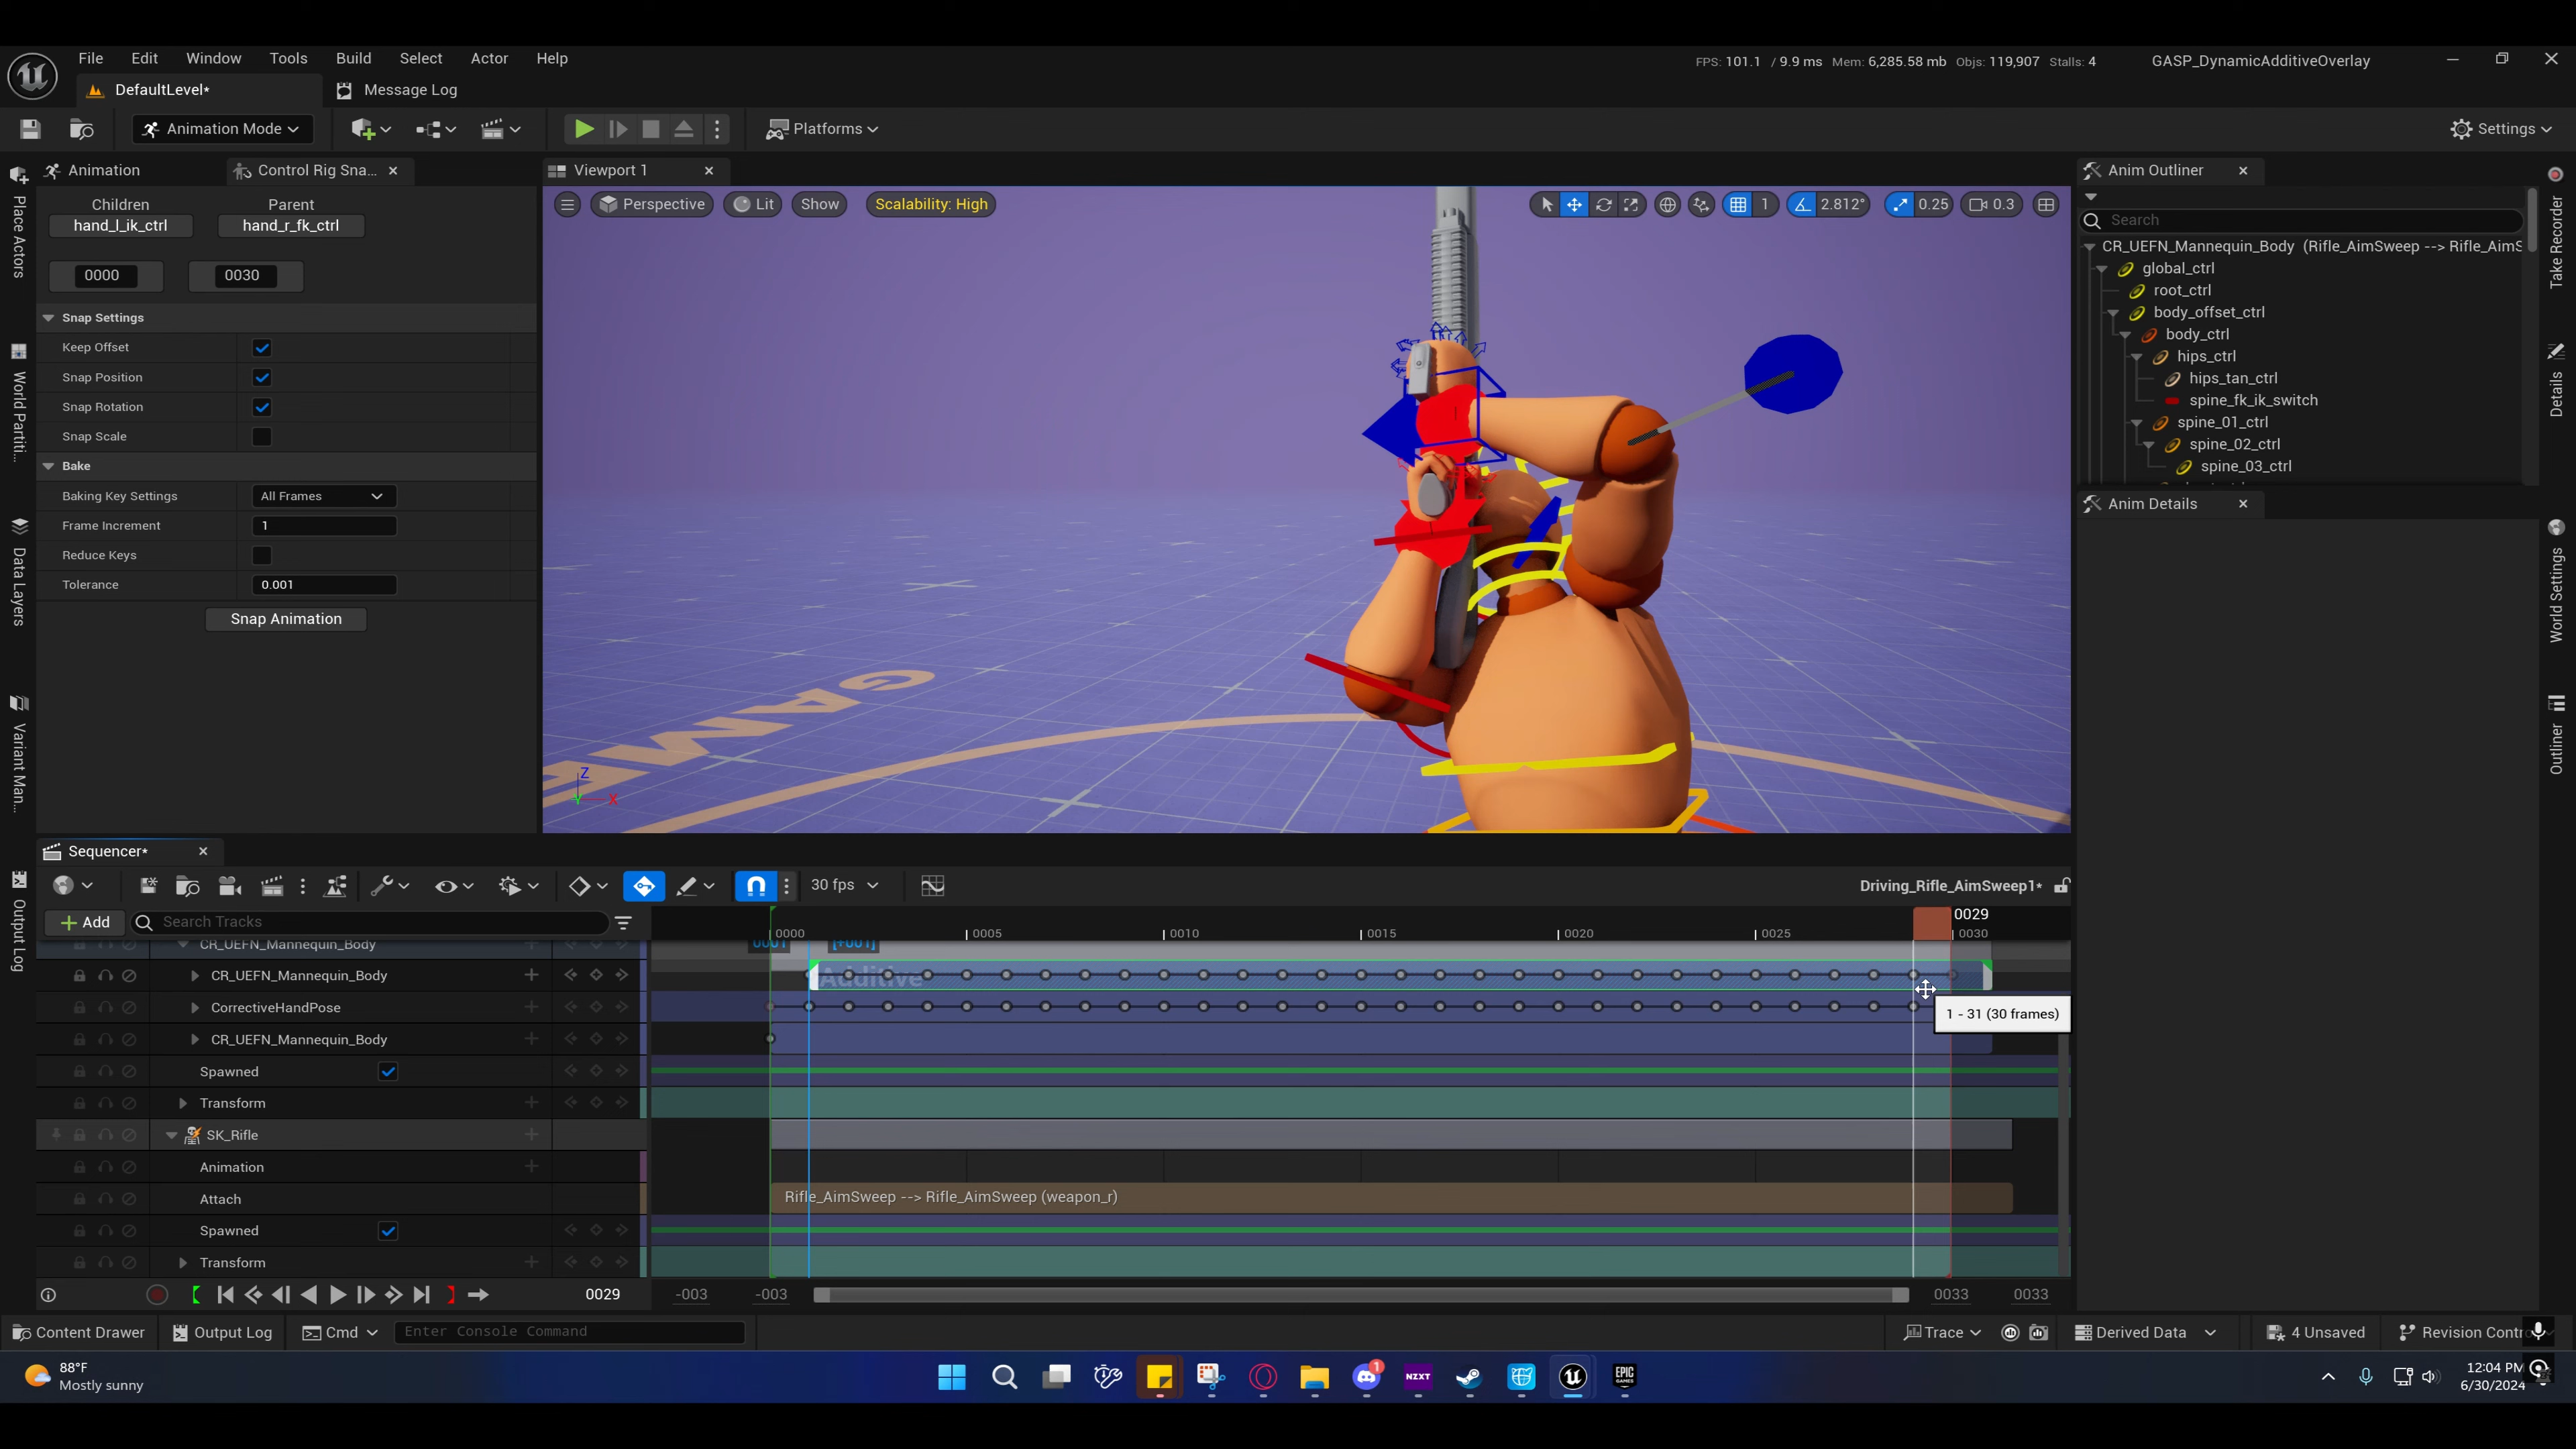 File Edit Window Tools Build Select Actor Help
FPS: 101.1 / 9.9 ms Mem: 6,285.58 mb Objs: 119,907 Stalls: 4
GASP_DynamicAdditiveOverlay
DefaultLevel*
Message Log
Animation Mode
Platforms
Settings
Animation
Control Rig Sna...
Viewport 1
Anim Outliner
Place Actors
World Partiti...
Data Layers
Variant Man...
Output Log
Children
Parent
hand_l_ik_ctrl
hand_r_fk_ctrl
0000
0030
Snap Settings
Keep Offset
Snap Position
Snap Rotation
Snap Scale
Bake
Baking Key Settings
All Frames
Frame Increment
1
Reduce Keys
Tolerance
0.001
Snap Animation
Perspective
Lit
Show
Scalability: High
1
2.812°
0.25
0.3
GAM
Z
Y
X
Search
CR_UEFN_Mannequin_Body (Rifle_AimSweep --> Rifle_AimS
global_ctrl
root_ctrl
body_offset_ctrl
body_ctrl
hips_ctrl
hips_tan_ctrl
spine_fk_ik_switch
spine_01_ctrl
spine_02_ctrl
spine_03_ctrl
Anim Details
Take Recorder
Details
World Settings
Outliner
Sequencer*
30 fps
Driving_Rifle_AimSweep1*
Add
Search Tracks
0029
0000
0005
0010
0015
0020
0025
0030
0001
[+001]
CR_UEFN_Mannequin_Body
CR_UEFN_Mannequin_Body
Additive
CorrectiveHandPose
1 - 31 (30 frames)
CR_UEFN_Mannequin_Body
Spawned
Transform
SK_Rifle
Animation
Attach
Rifle_AimSweep --> Rifle_AimSweep (weapon_r)
Spawned
Transform
0029
-003
-003
0033
0033
Content Drawer
Output Log
Cmd
Enter Console Command
Trace
Derived Data
4 Unsaved
Revision Contr
88°F
Mostly sunny
1
NZXT
EPIC
GAMES
12:04 PM
6/30/2024